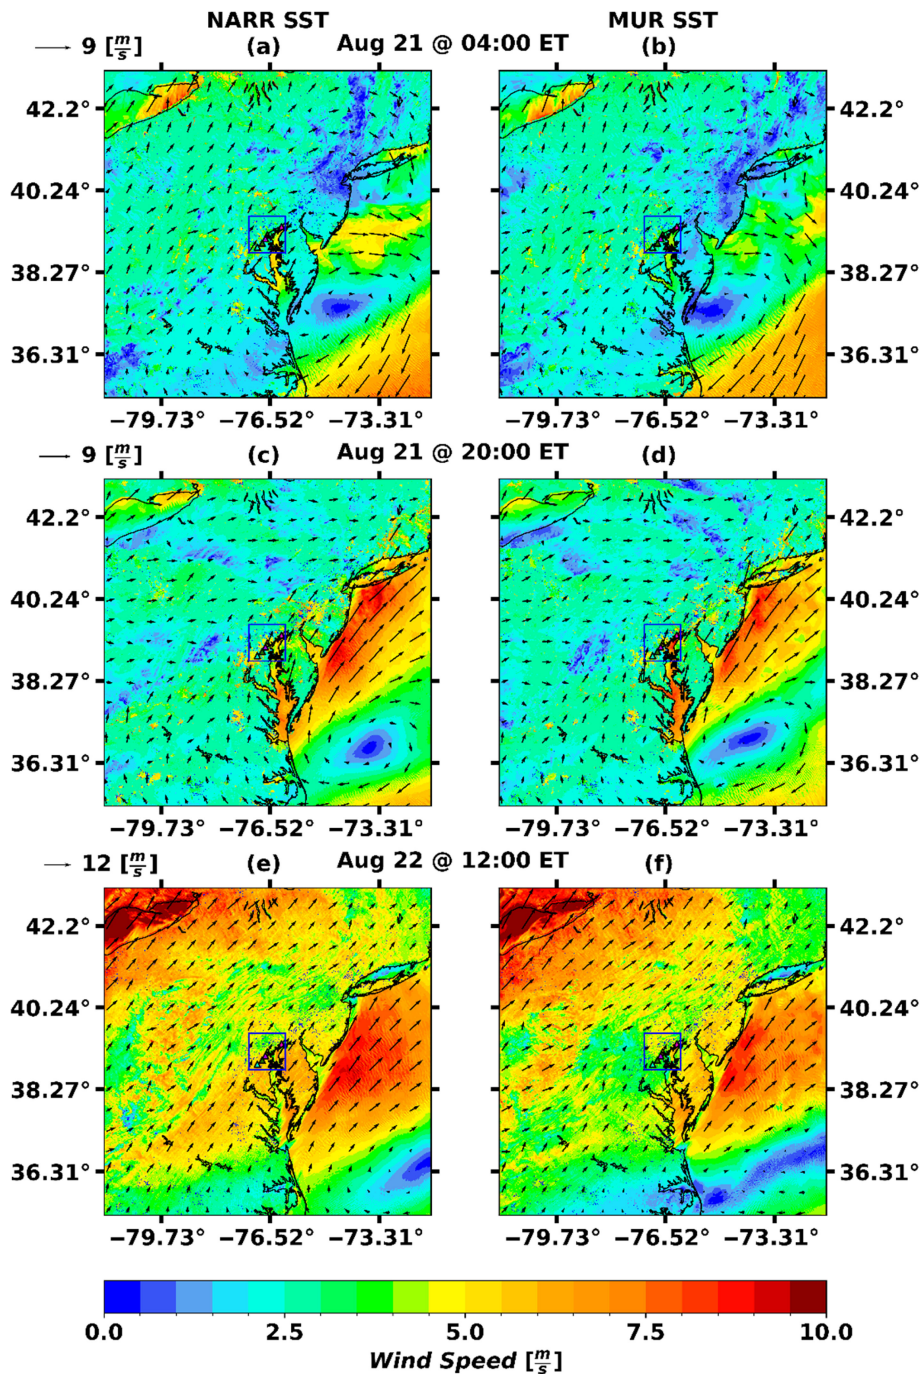 NARR SST MUR SST
9 [m/s] (a) Aug 21 @ 04:00 ET (b)
42.2° 42.2°
40.24° 40.24°
38.27° 38.27°
36.31° 36.31°
−79.73° −76.52° −73.31° −79.73° −76.52° −73.31°
9 [m/s] (c) Aug 21 @ 20:00 ET (d)
42.2° 42.2°
40.24° 40.24°
38.27° 38.27°
36.31° 36.31°
−79.73° −76.52° −73.31° −79.73° −76.52° −73.31°
12 [m/s] (e) Aug 22 @ 12:00 ET (f)
42.2° 42.2°
40.24° 40.24°
38.27° 38.27°
36.31° 36.31°
−79.73° −76.52° −73.31° −79.73° −76.52° −73.31°
0.0 2.5 5.0 7.5 10.0
Wind Speed [m/s]